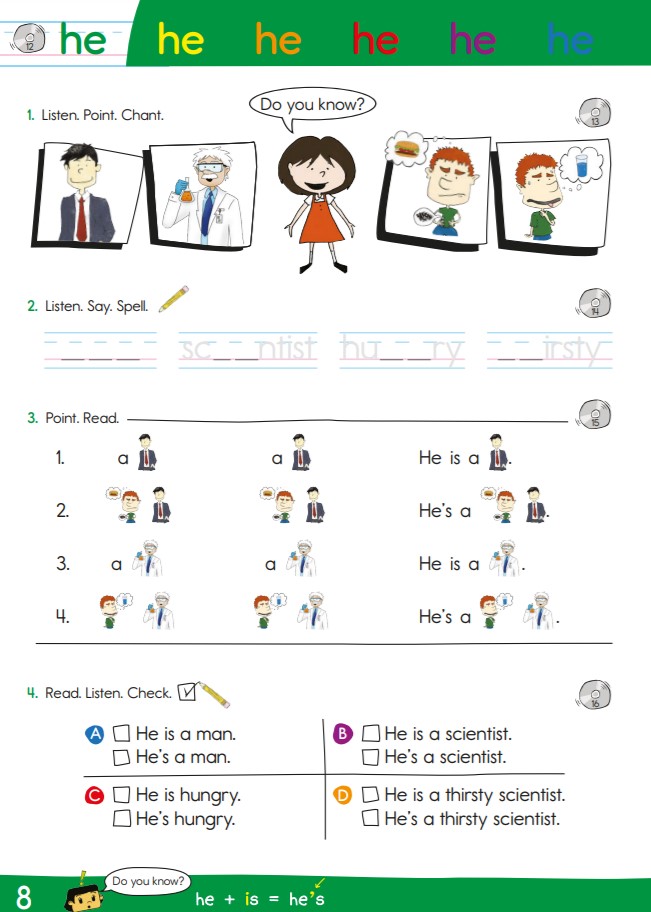 12 he he he he he he
1. Listen. Point. Chant.
Do you know?
13
2. Listen. Say. Spell.
14
_ _ _ _ sc_ _ntist hu_ _ry _ _irsty
3. Point. Read.
15
1. a a He is a .
2. He's a .
3. a a He is a .
4. He's a .
4. Read. Listen. Check.
16
A He is a man.
He's a man.
B He is a scientist.
He's a scientist.
C He is hungry.
He's hungry.
D He is a thirsty scientist.
He's a thirsty scientist.
8 Do you know? he + is = he's